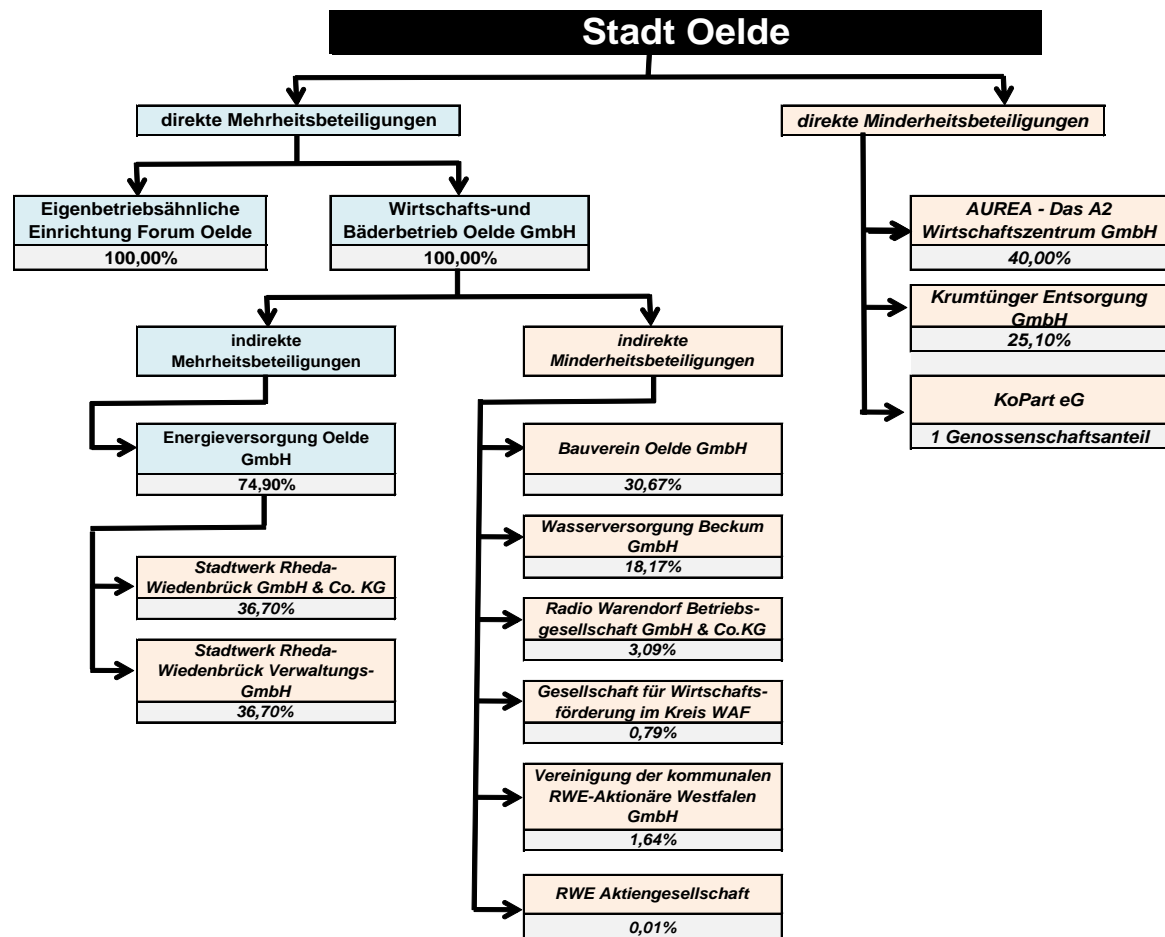 Stadt Oelde
direkte Mehrheitsbeteiligungen
direkte Minderheitsbeteiligungen
Eigenbetriebsähnliche
Einrichtung Forum Oelde
100,00%
Wirtschafts-und
Bäderbetrieb Oelde GmbH
100,00%
AUREA - Das A2
Wirtschaftszentrum GmbH
40,00%
Krumtünger Entsorgung
GmbH
25,10%
KoPart eG
1 Genossenschaftsanteil
indirekte
Mehrheitsbeteiligungen
indirekte
Minderheitsbeteiligungen
Energieversorgung Oelde
GmbH
74,90%
Stadtwerk Rheda-
Wiedenbrück GmbH & Co. KG
36,70%
Stadtwerk Rheda-
Wiedenbrück Verwaltungs-
GmbH
36,70%
Bauverein Oelde GmbH
30,67%
Wasserversorgung Beckum
GmbH
18,17%
Radio Warendorf Betriebs-
gesellschaft GmbH & Co.KG
3,09%
Gesellschaft für Wirtschafts-
förderung im Kreis WAF
0,79%
Vereinigung der kommunalen
RWE-Aktionäre Westfalen
GmbH
1,64%
RWE Aktiengesellschaft
0,01%